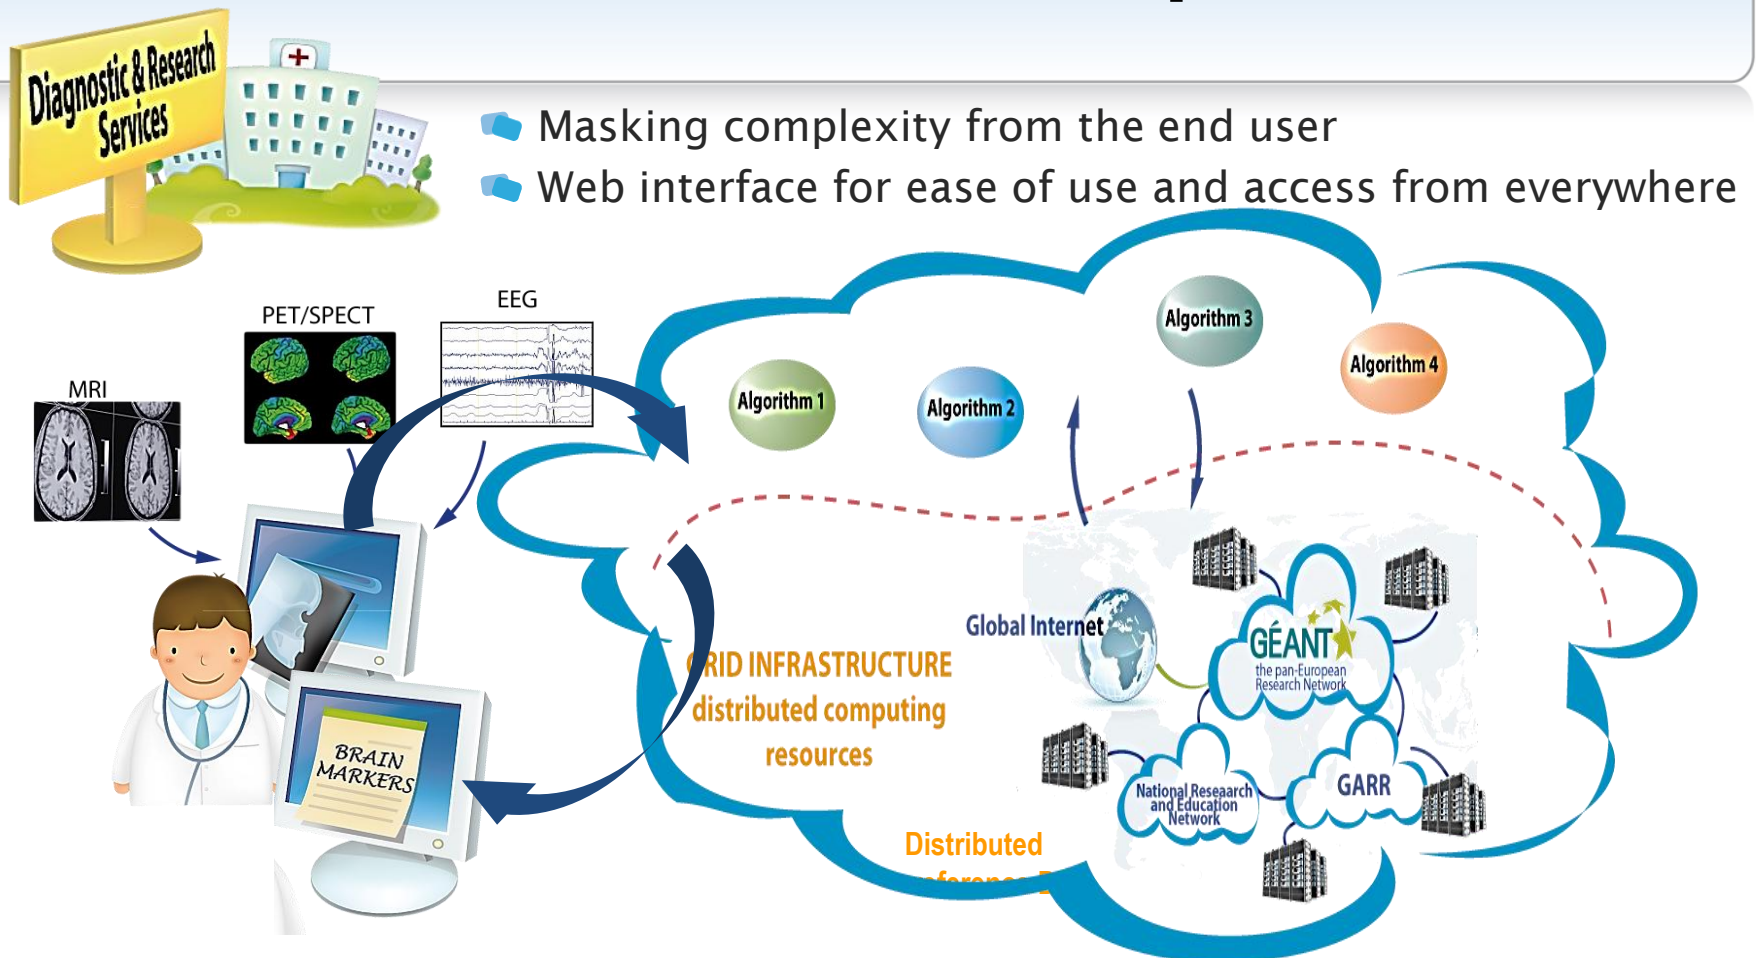 Diagnostic & Research
Services
Masking complexity from the end user
Web interface for ease of use and access from everywhere
EEG
PET/SPECT
MRI
Algorithm 3
Algorithm 4
Algorithm 1
Algorithm 2
Global Internet
GÉANT
the pan-European
Research Network
RID INFRASTRUCTURE
distributed computing
resources
BRAIN
MARKERS
National Reseaarch
and Education
Network
GARR
Distributed